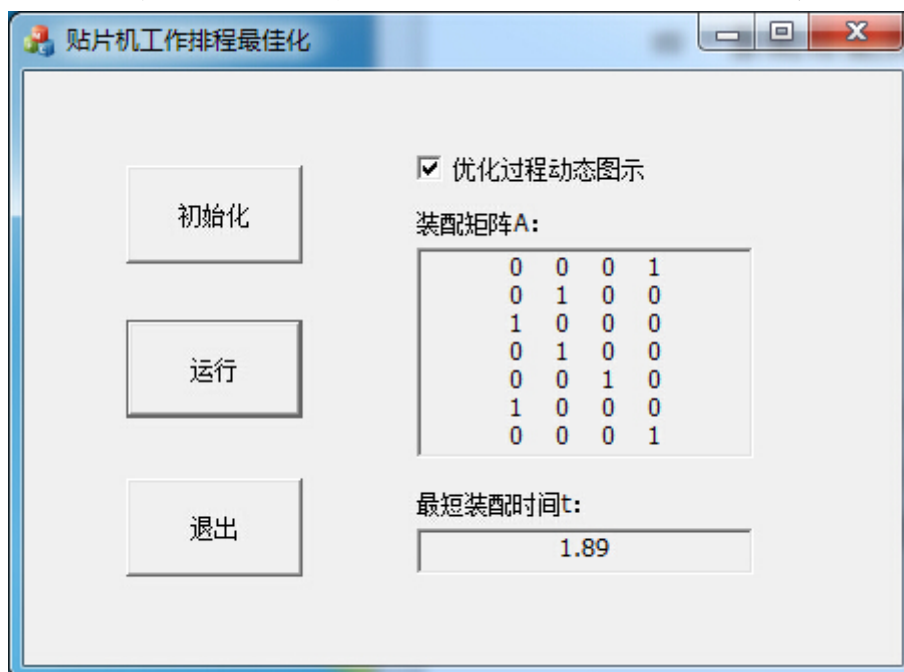 贴片机工作排程最佳化
初始化
运行
退出
优化过程动态图示
装配矩阵A:
0 0 0 1
0 1 0 0
1 0 0 0
0 1 0 0
0 0 1 0
1 0 0 0
0 0 0 1
最短装配时间t:
1.89